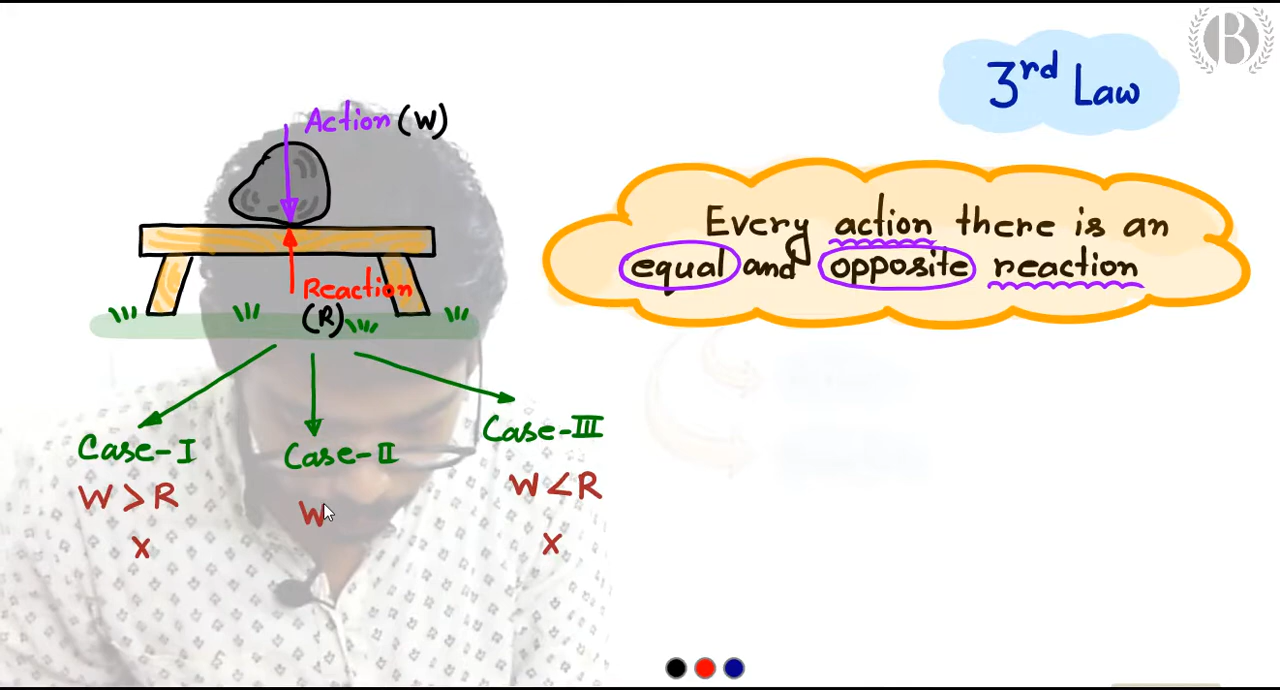 B
3rd Law
Action (W)
Every action there is an
equal and opposite reaction
Reaction
(R)
Case-I
Case-II
Case-III
W > R
W
W < R
x
x